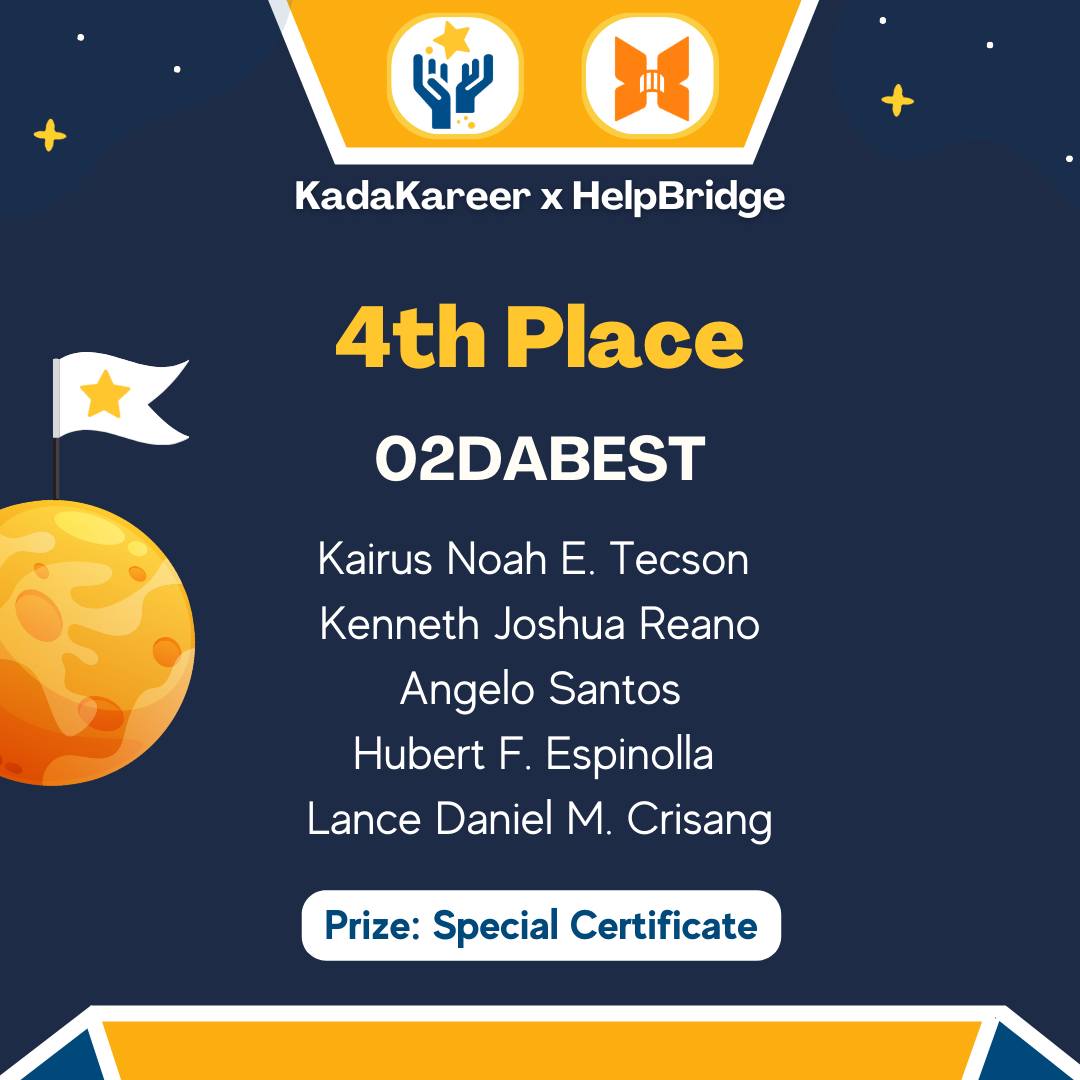 KadaKareer x HelpBridge
4th Place
02DABEST
Kairus Noah E. Tecson
Kenneth Joshua Reano
Angelo Santos
Hubert F. Espinolla
Lance Daniel M. Crisang
Prize: Special Certificate